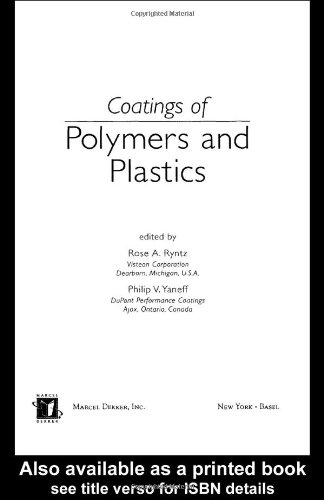 Copyrighted Material
Coatings of
Polymers and
Plastics
edited by
Rose A. Ryntz
Visteon Corporation
Dearborn, Michigan, U.S.A.
Philip V. Yaneff
DuPont Performance Coatings
Ajax, Ontario, Canada
MARCEL
DEKKER
MARCEL DEKKER, INC.
NEW YORK · BASEL
Also available as a printed book
see title verso for ISBN details